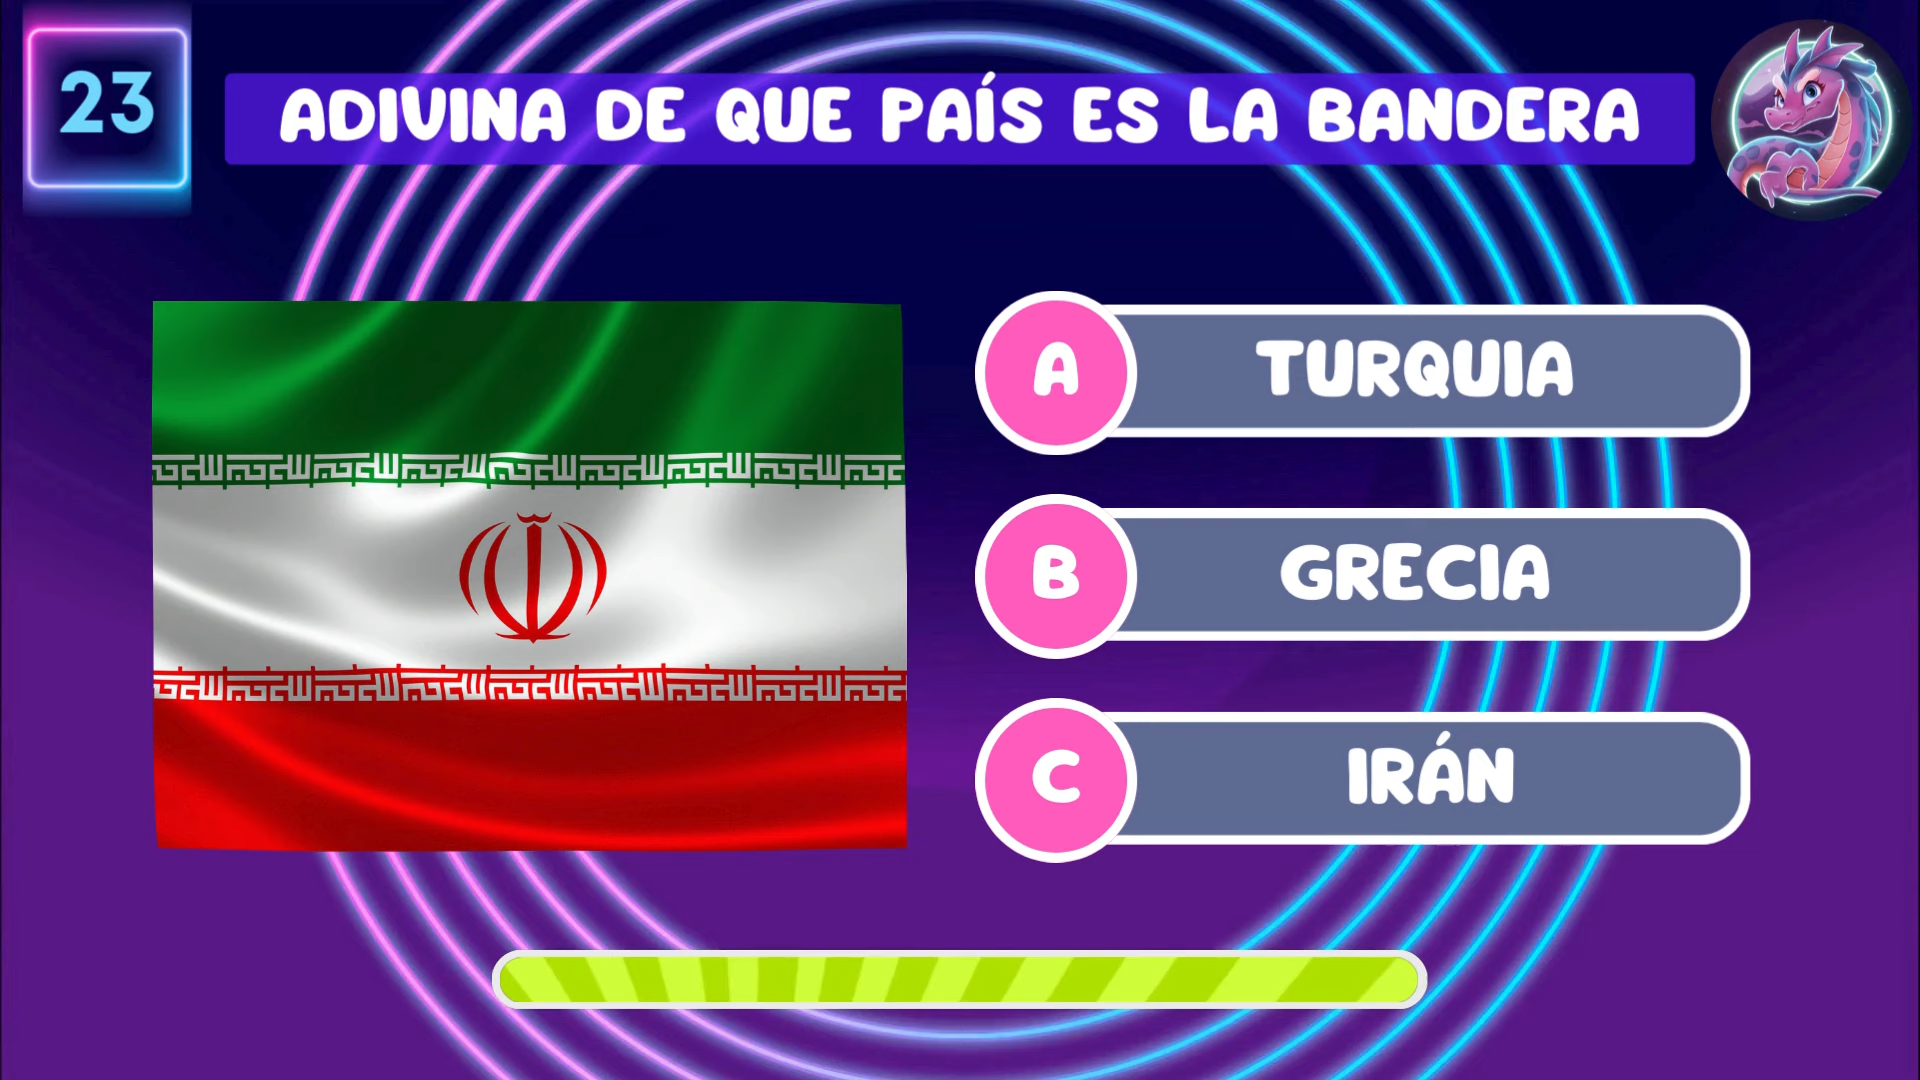 23
ADIVINA DE QUE PAÍS ES LA BANDERA
A
TURQUIA
B
GRECIA
C
IRÁN